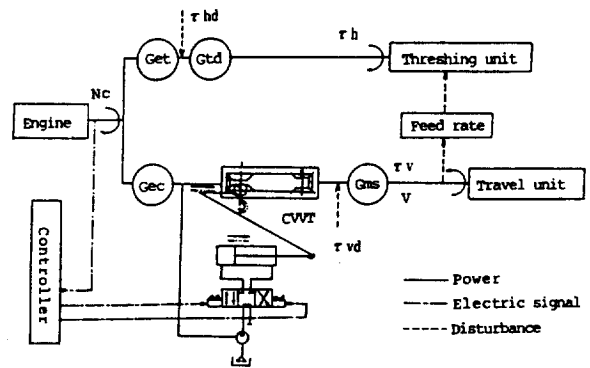 τ hd
τ h
Get
Gtd
Threshing unit
Nc
Engine
Feed rate
Gec
Gms
τ v
V
Travel unit
CVVT
τ vd
Controller
Power
Electric signal
Disturbance